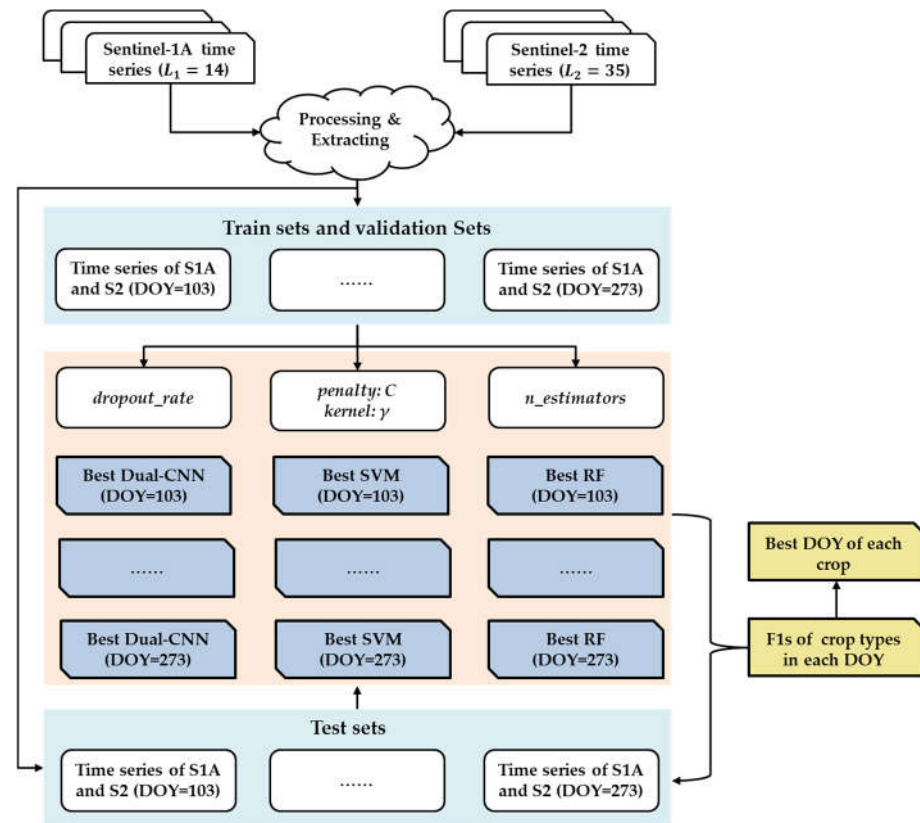 Sentinel-1A time
series (L₁ = 14)
Sentinel-2 time
series (L₂ = 35)
Processing &
Extracting
Train sets and validation Sets
Time series of S1A
and S2 (DOY=103)
......
Time series of S1A
and S2 (DOY=273)
dropout_rate
penalty: C
kernel: γ
n_estimators
Best Dual-CNN
(DOY=103)
Best SVM
(DOY=103)
Best RF
(DOY=103)
......
......
......
Best Dual-CNN
(DOY=273)
Best SVM
(DOY=273)
Best RF
(DOY=273)
Best DOY of each
crop
F1s of crop types
in each DOY
Test sets
Time series of S1A
and S2 (DOY=103)
......
Time series of S1A
and S2 (DOY=273)